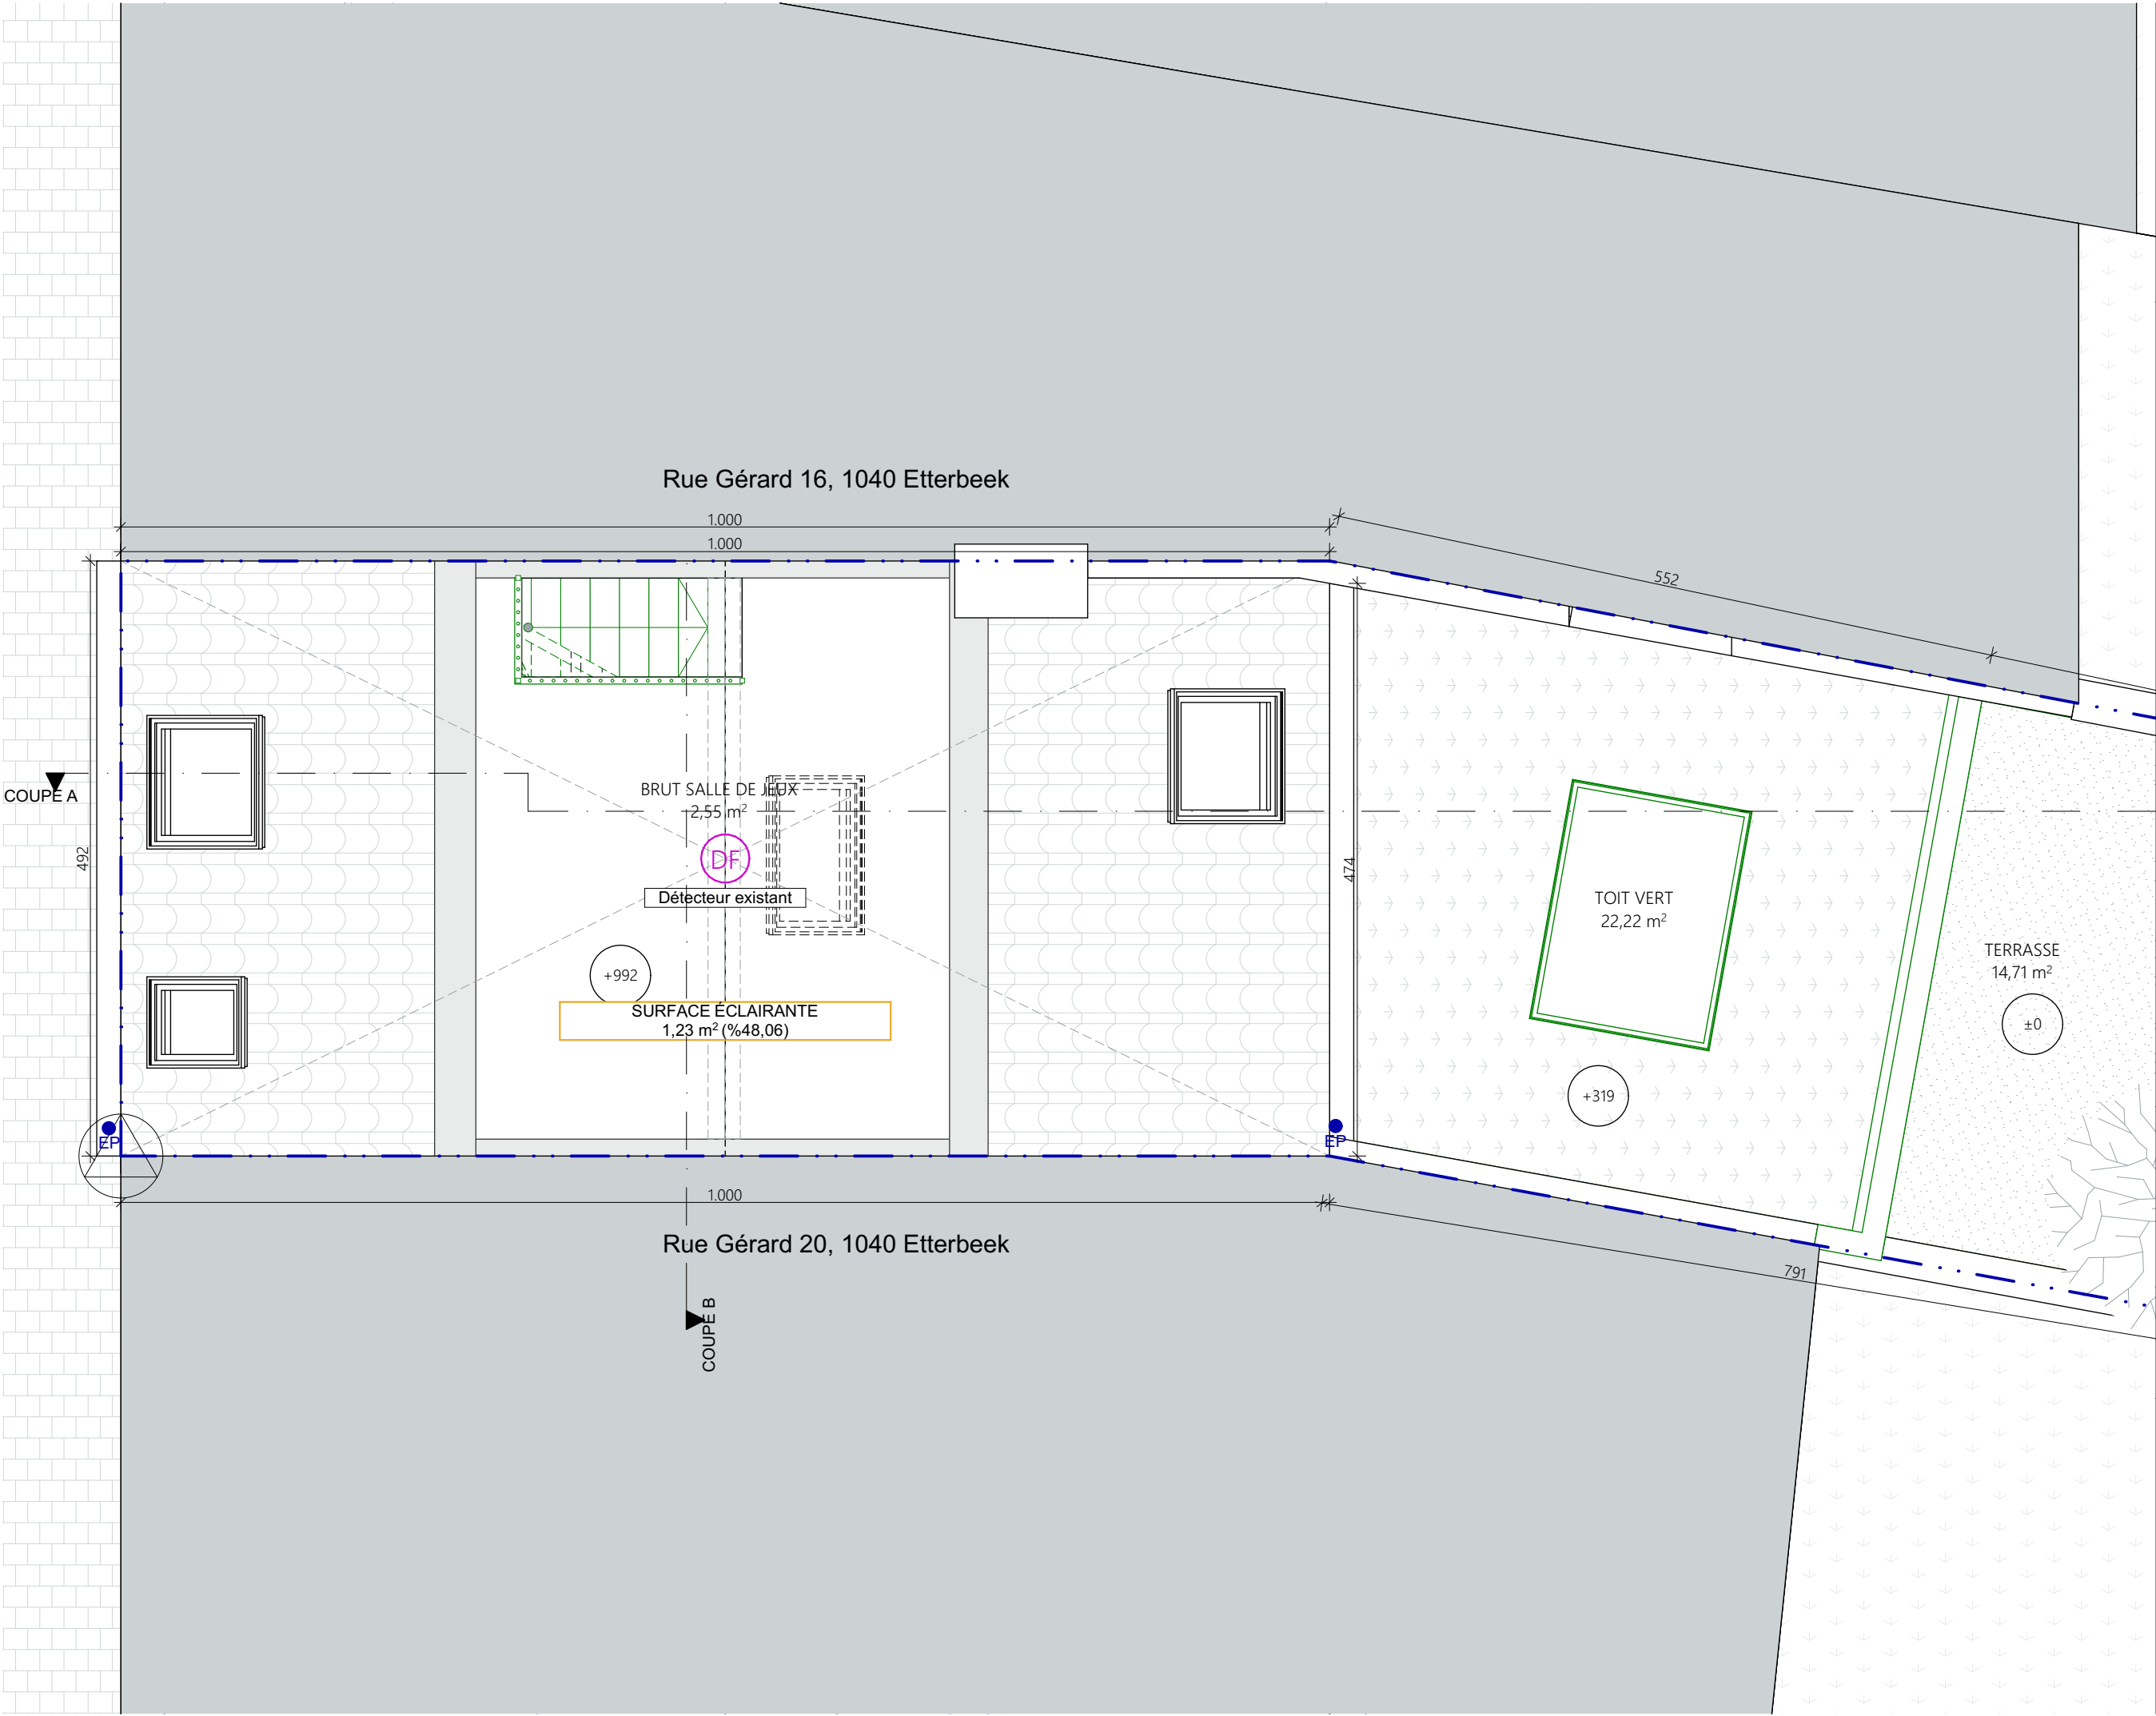 Rue Gérard 16, 1040 Etterbeek
1.000
1.000
552
COUPE A
492
BRUT SALLE DE JEUX
2,55 m²
DF
Détecteur existant
+992
SURFACE ÉCLAIRANTE
1,23 m² (%48,06)
474
TOIT VERT
22,22 m²
+319
TERRASSE
14,71 m²
±0
EP
EP
1.000
Rue Gérard 20, 1040 Etterbeek
791
COUPE B